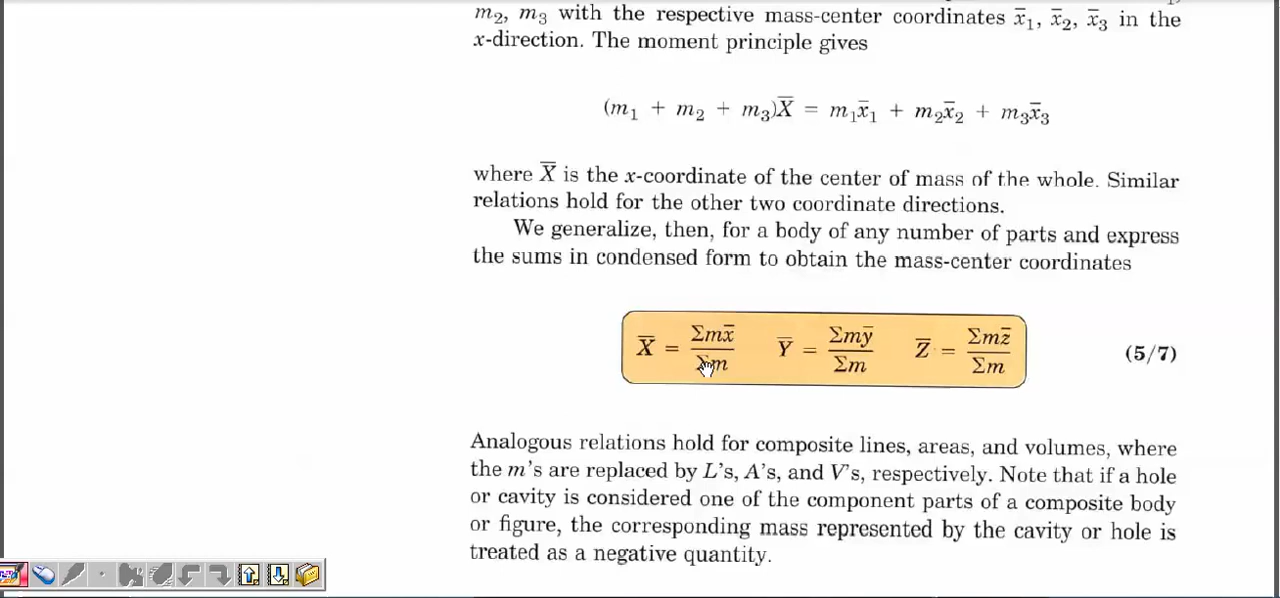 m₂, m₃ with the respective mass-center coordinates x̄₁, x̄₂, x̄₃ in the
x-direction. The moment principle gives
(m₁ + m₂ + m₃)X̄ = m₁x̄₁ + m₂x̄₂ + m₃x̄₃
where X̄ is the x-coordinate of the center of mass of the whole. Similar
relations hold for the other two coordinate directions.
We generalize, then, for a body of any number of parts and express
the sums in condensed form to obtain the mass-center coordinates
X̄ = Σmx̄/Σm Ȳ = Σmȳ/Σm Z̄ = Σmz̄/Σm (5/7)
Analogous relations hold for composite lines, areas, and volumes, where
the m's are replaced by L's, A's, and V's, respectively. Note that if a hole
or cavity is considered one of the component parts of a composite body
or figure, the corresponding mass represented by the cavity or hole is
treated as a negative quantity.